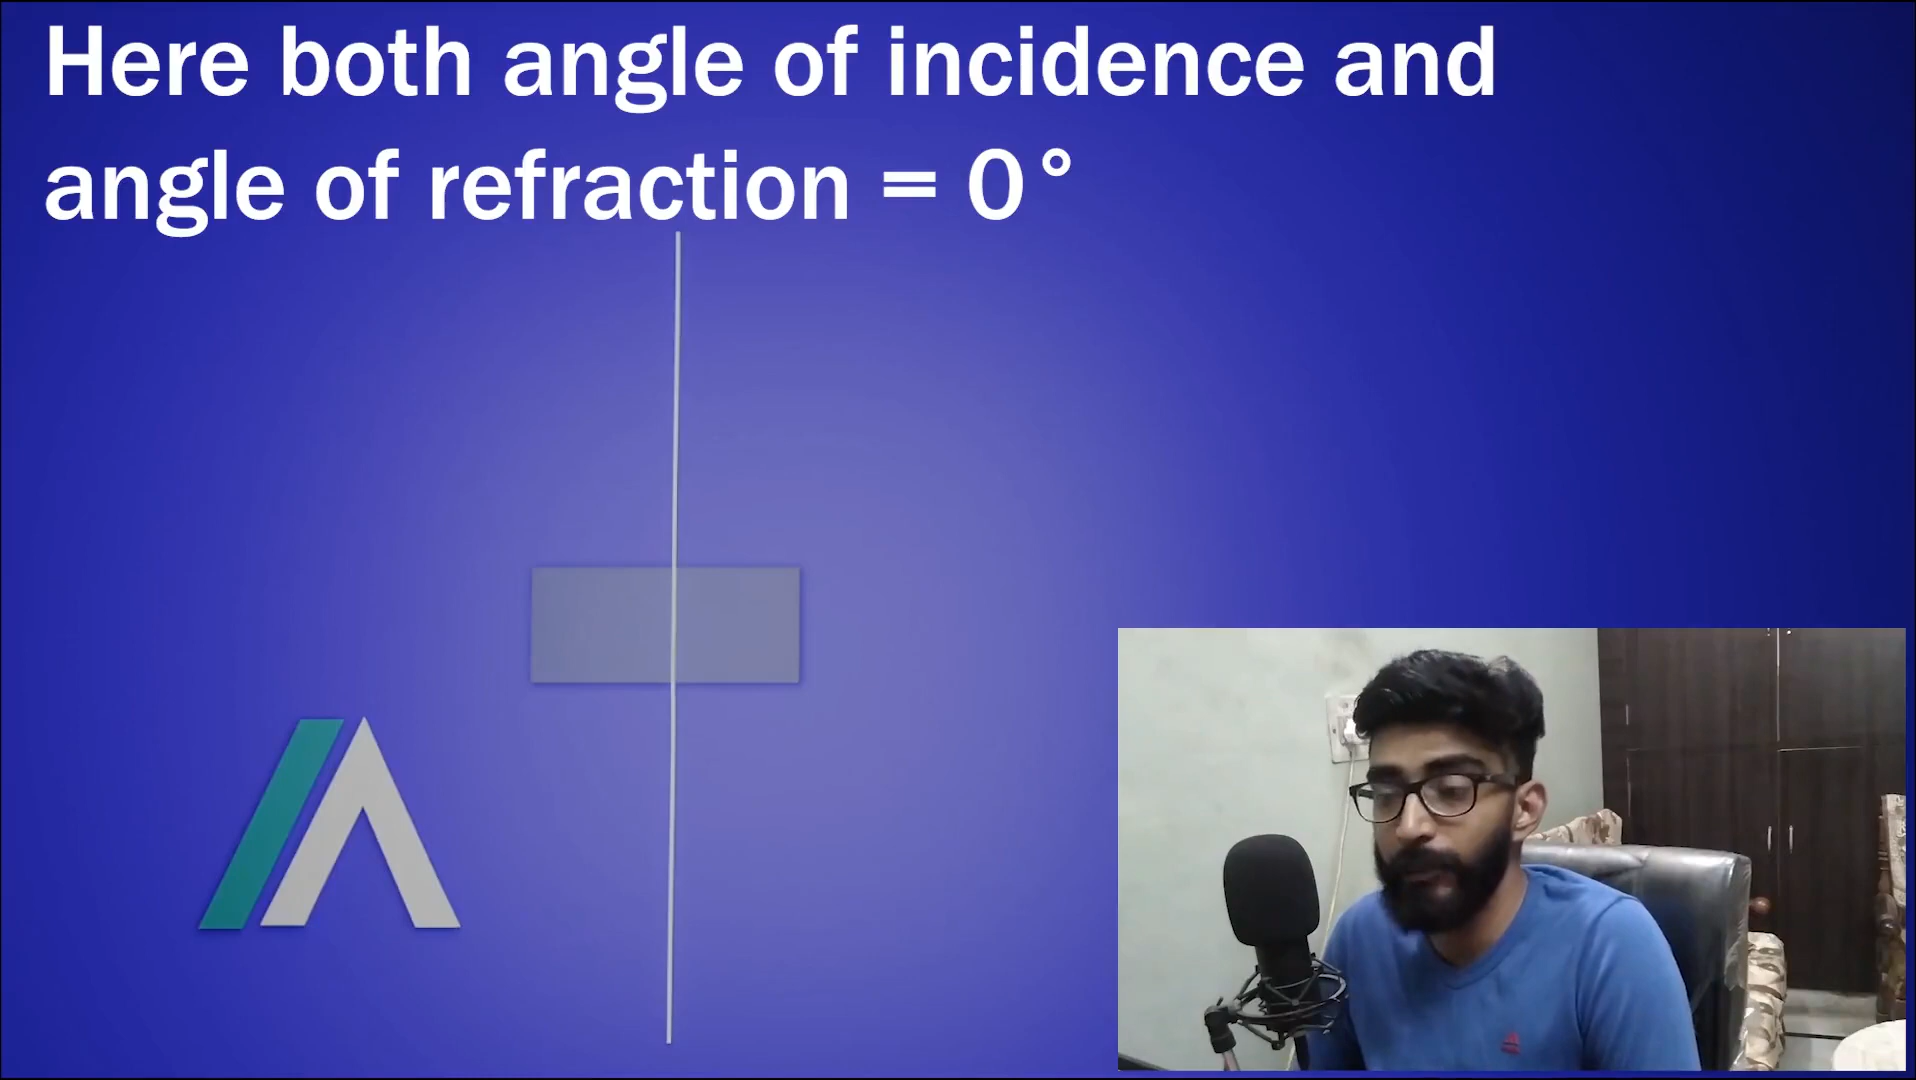 Here both angle of incidence and
angle of refraction = 0°